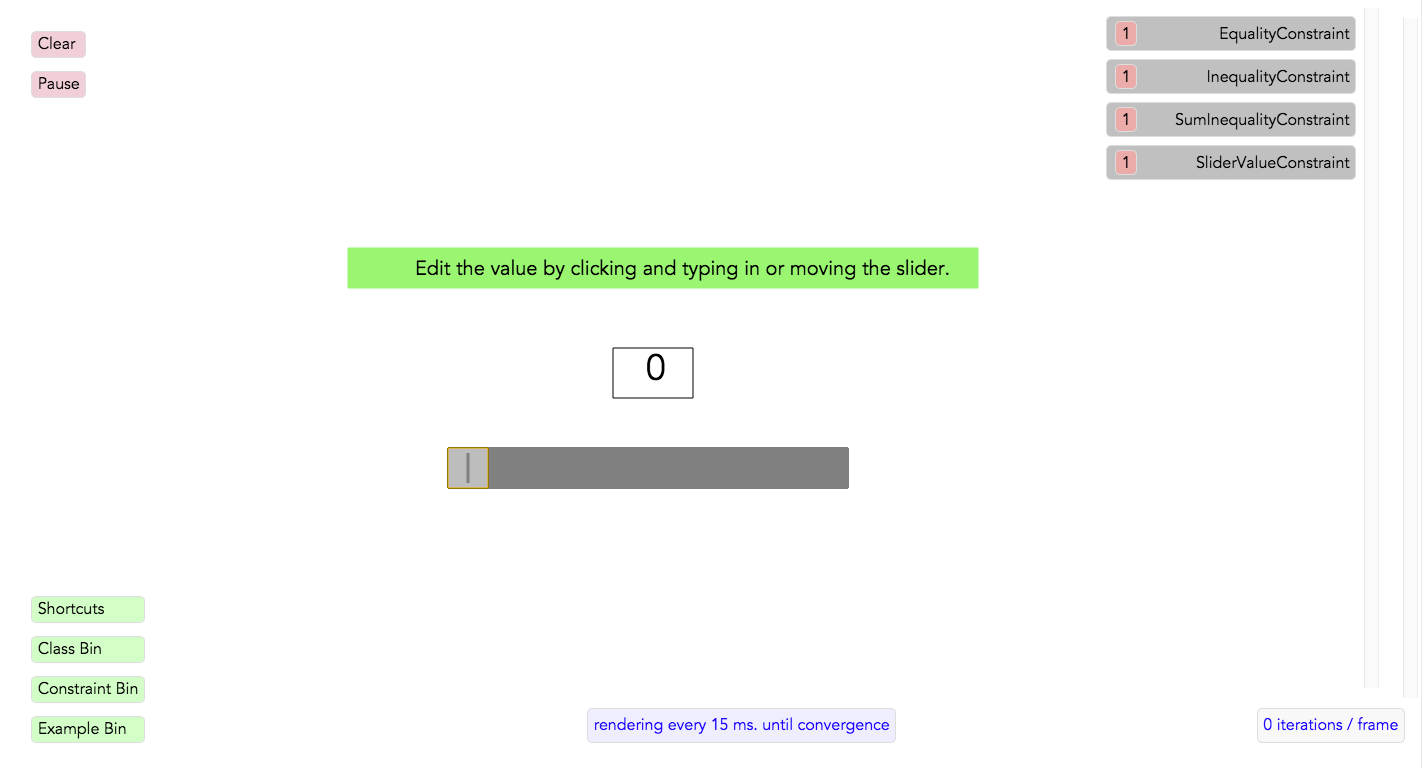 Clear
Pause
1 EqualityConstraint
1 InequalityConstraint
1 SumInequalityConstraint
1 SliderValueConstraint
Edit the value by clicking and typing in or moving the slider.
0
Shortcuts
Class Bin
Constraint Bin
Example Bin
rendering every 15 ms. until convergence
0 iterations / frame